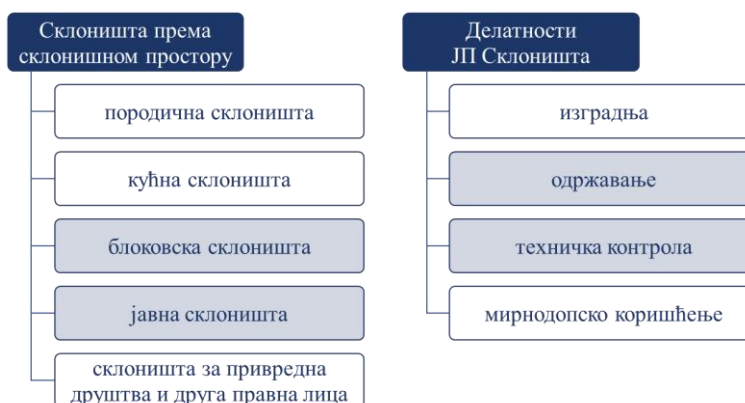 Склоништа према
склонишном простору
породична склоништа
кућна склоништа
блоковска склоништа
јавна склоништа
склоништа за привредна
друштва и друга правна лица
Делатности
ЈП Склоништа
изградња
одржавање
техничка контрола
мирнодопско коришћење